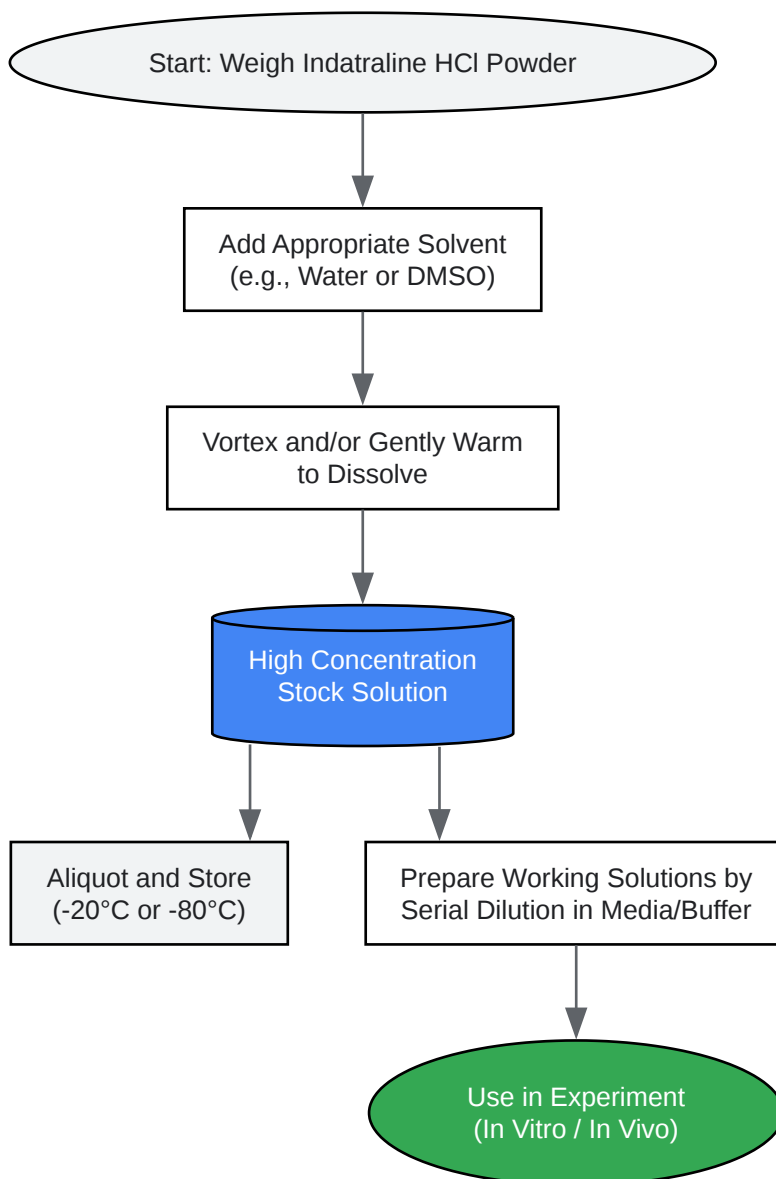 Start: Weigh Indatraline HCl Powder
Add Appropriate Solvent
(e.g., Water or DMSO)
Vortex and/or Gently Warm
to Dissolve
High Concentration
Stock Solution
Aliquot and Store
(-20°C or -80°C)
Prepare Working Solutions by
Serial Dilution in Media/Buffer
Use in Experiment
(In Vitro / In Vivo)